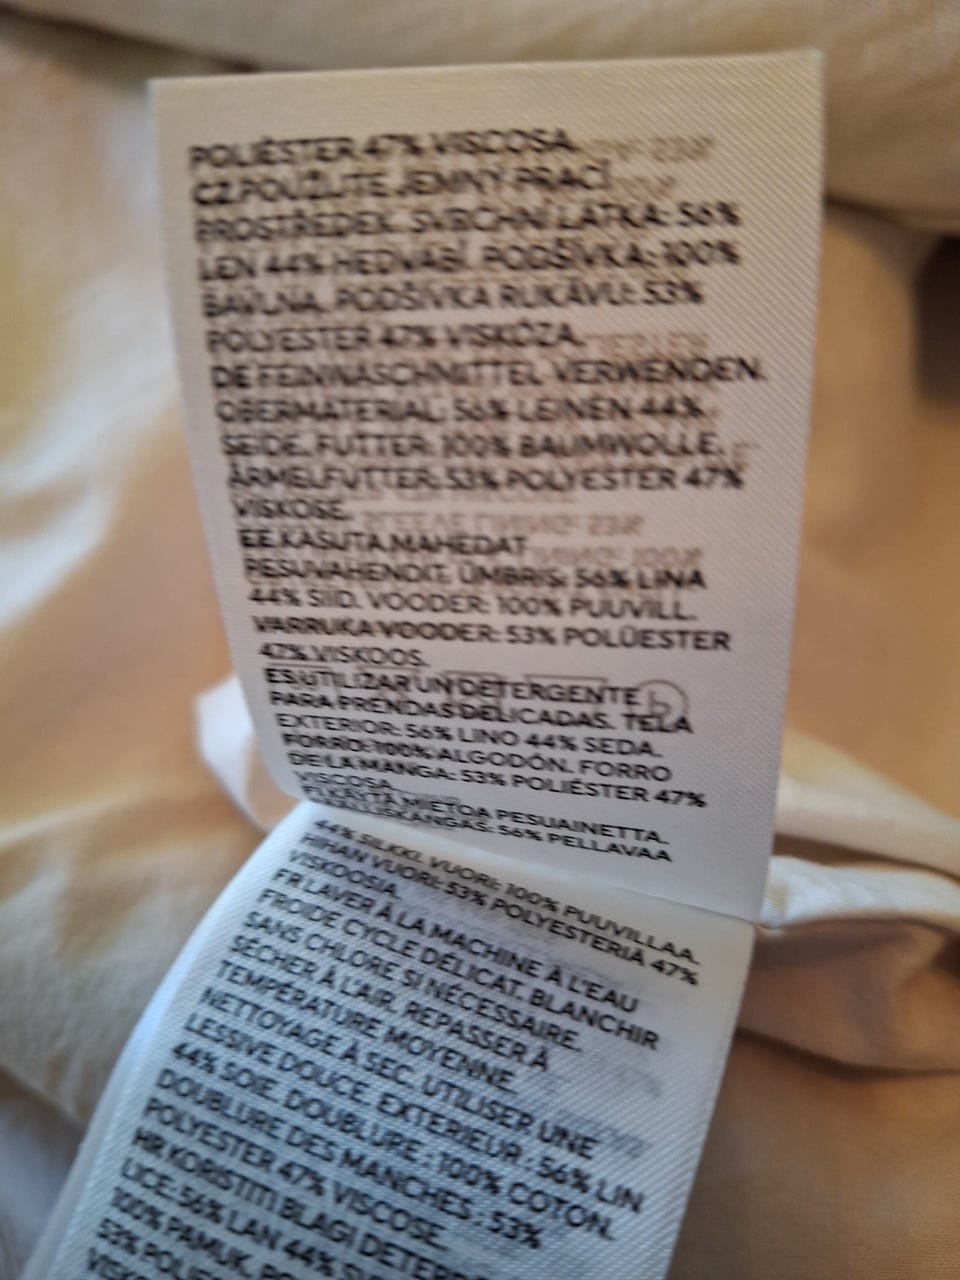 POLIÉSTER 47% VISCOSA.
CZ.POUŽIJTE JEMNÝ PRACÍ
PROSTŘEDEK. SVRCHNÍ LÁTKA: 56%
LEN 44% HEDVÁBÍ. PODŠÍVKA: 100%
BAVLNA. PODŠÍVKA RUKÁVU: 53%
POLYESTER 47% VISKÓZA.
DE.FEINWASCHMITTEL VERWENDEN.
OBERMATERIAL: 56% LEINEN 44%
SEIDE. FUTTER: 100% BAUMWOLLE.
ÄRMELFUTTER: 53% POLYESTER 47%
VISKOSE.
EE.KASUTA MAHEDAT
PESUVAHENDIT. ÜMBRIS: 56% LINA
44% SIID. VOODER: 100% PUUVILL.
VARRUKA VOODER: 53% POLÜESTER
47% VISKOOS.
ES.UTILIZAR UN DETERGENTE
PARA PRENDAS DELICADAS. TELA
EXTERIOR: 56% LINO 44% SEDA.
FORRO: 100% ALGODÓN. FORRO
DE LA MANGA: 53% POLIÉSTER 47%
VISCOSA.
FI.KÄYTÄ MIETOA PESUAINETTA.
PÄÄLLISKANGAS: 56% PELLAVAA
44% SILKKI. VUORI: 100% PUUVILLAA.
HIHAN VUORI: 53% POLYESTERIÄ 47%
VISKOOSIA.
FR.LAVER À LA MACHINE À L'EAU
FROIDE CYCLE DÉLICAT. BLANCHIR
SANS CHLORE SI NÉCESSAIRE.
SÉCHER À L'AIR. REPASSER À
TEMPÉRATURE MOYENNE.
NETTOYAGE À SEC. UTILISER UNE
LESSIVE DOUCE. EXTERIEUR : 56% LIN
44% SOIE. DOUBLURE : 100% COTON.
DOUBLURE DES MANCHES : 53%
POLYESTER 47% VISCOSE.
HR.KORISTITI BLAGI
LICE: 56% LAN 44%
100% PAMUK.
53%